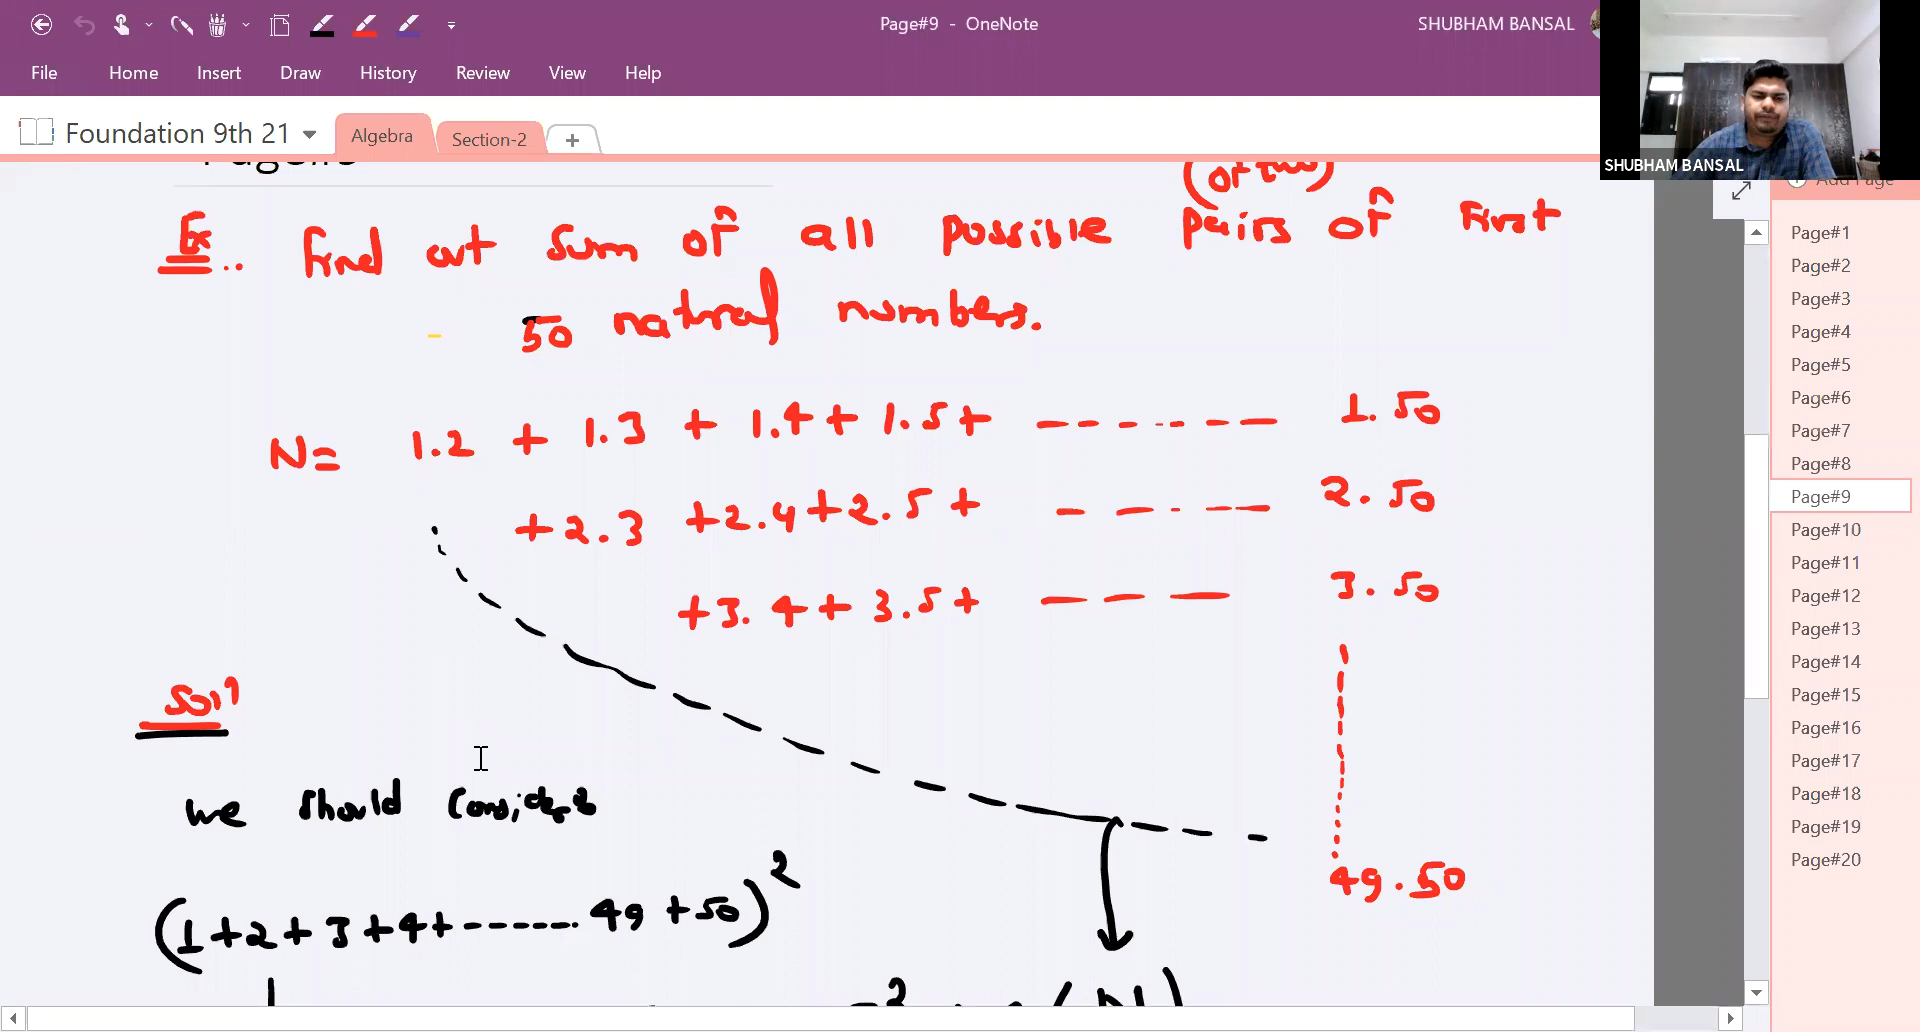 Page#9 - OneNote
SHUBHAM BANSAL
File Home Insert Draw History Review View Help
SHUBHAM BANSAL
Foundation 9th 21
Algebra
Section-2
+
Add Page
Page#1
Page#2
Page#3
Page#4
Page#5
Page#6
Page#7
Page#8
Page#9
Page#10
Page#11
Page#12
Page#13
Page#14
Page#15
Page#16
Page#17
Page#18
Page#19
Page#20
(of two)
Ex.. Find out sum of all possible pairs of first
50 natural numbers.
N= 1.2 + 1.3 + 1.4 + 1.5 + ------ 1.50
+2.3 +2.4+2.5 + ----- 2.50
+3.4+ 3.5+ --- 3.50
49.50
Solⁿ
we should consider
(1+2+3+4+------. 49 +50)²